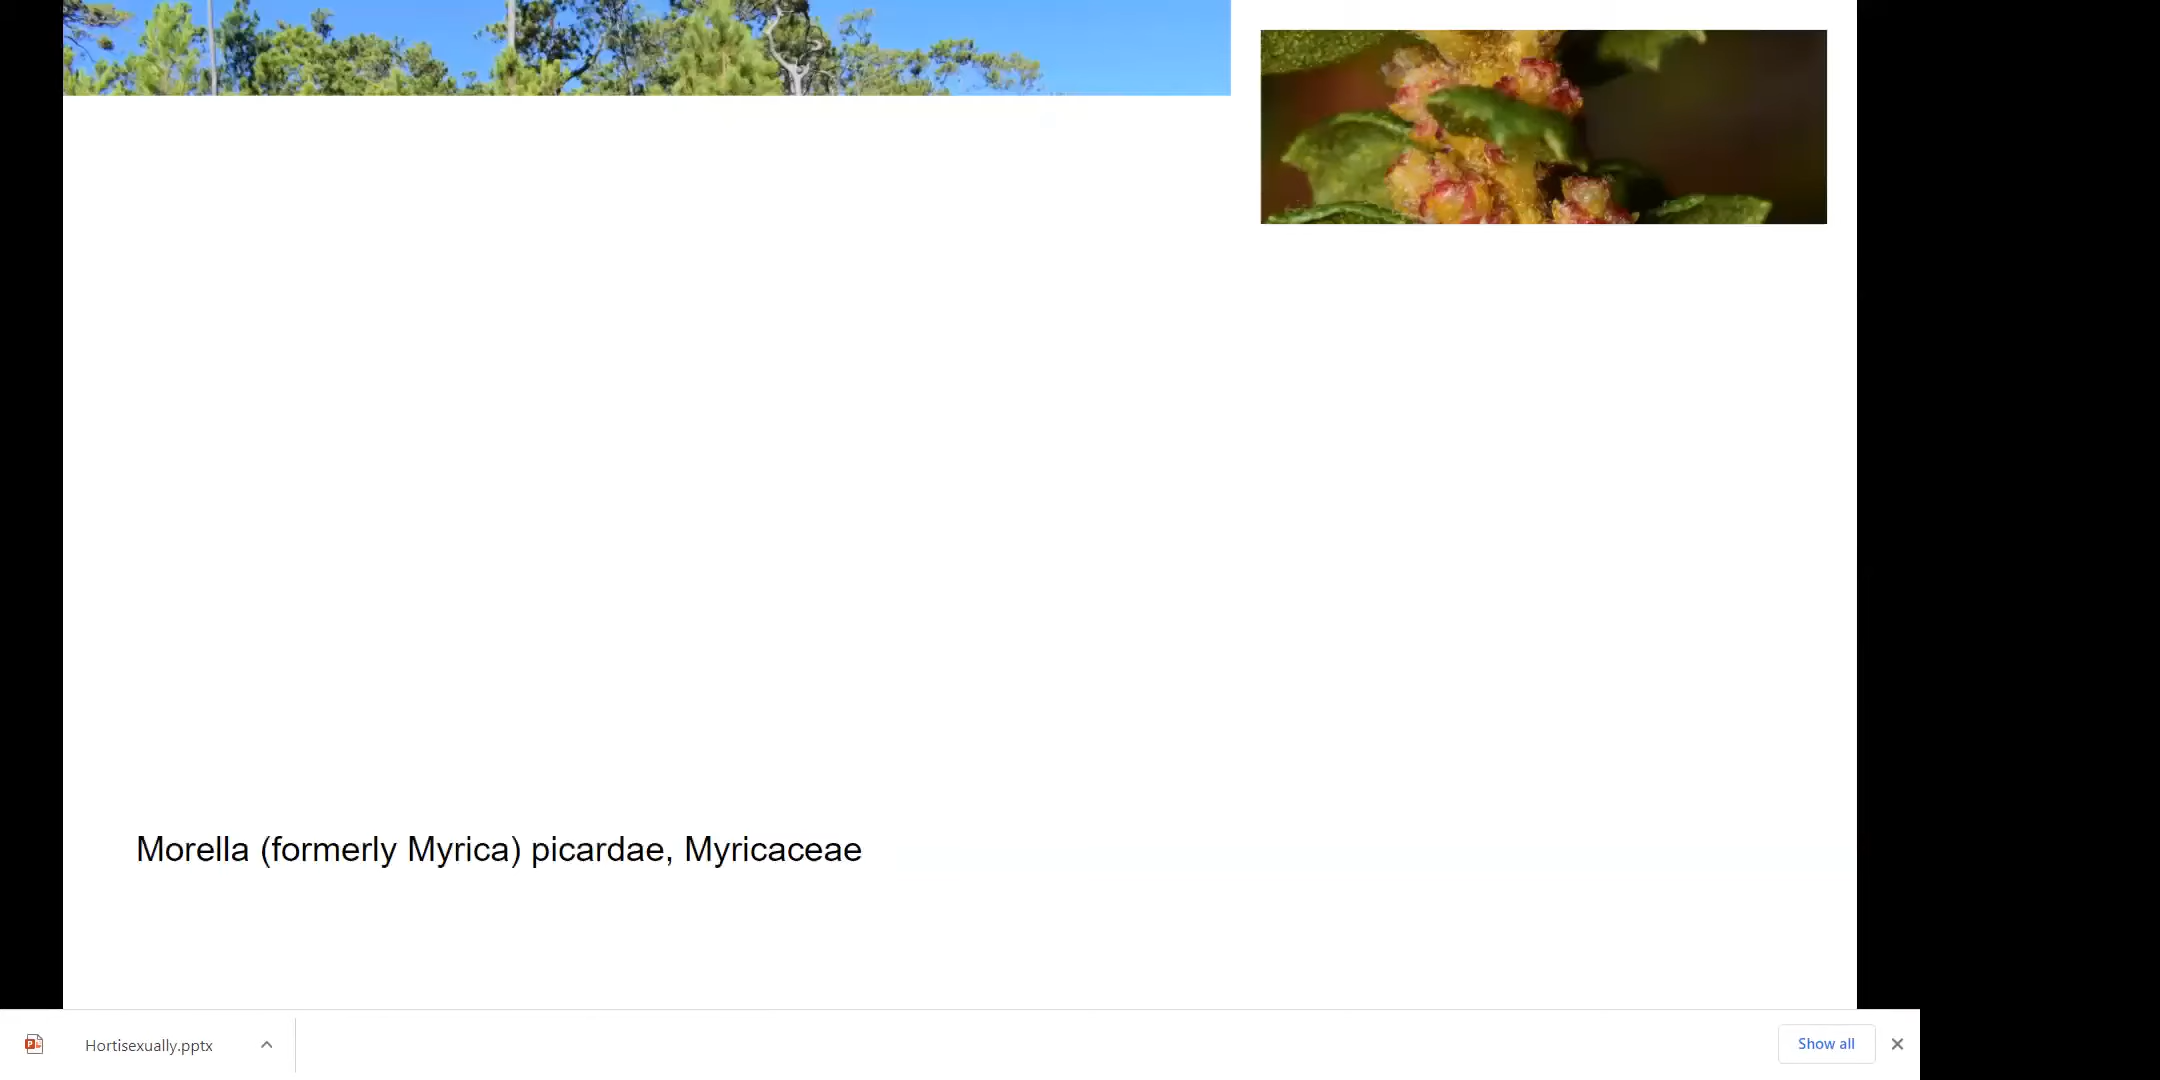 Morella (formerly Myrica) picardae, Myricaceae
Hortisexually.pptx
Show all